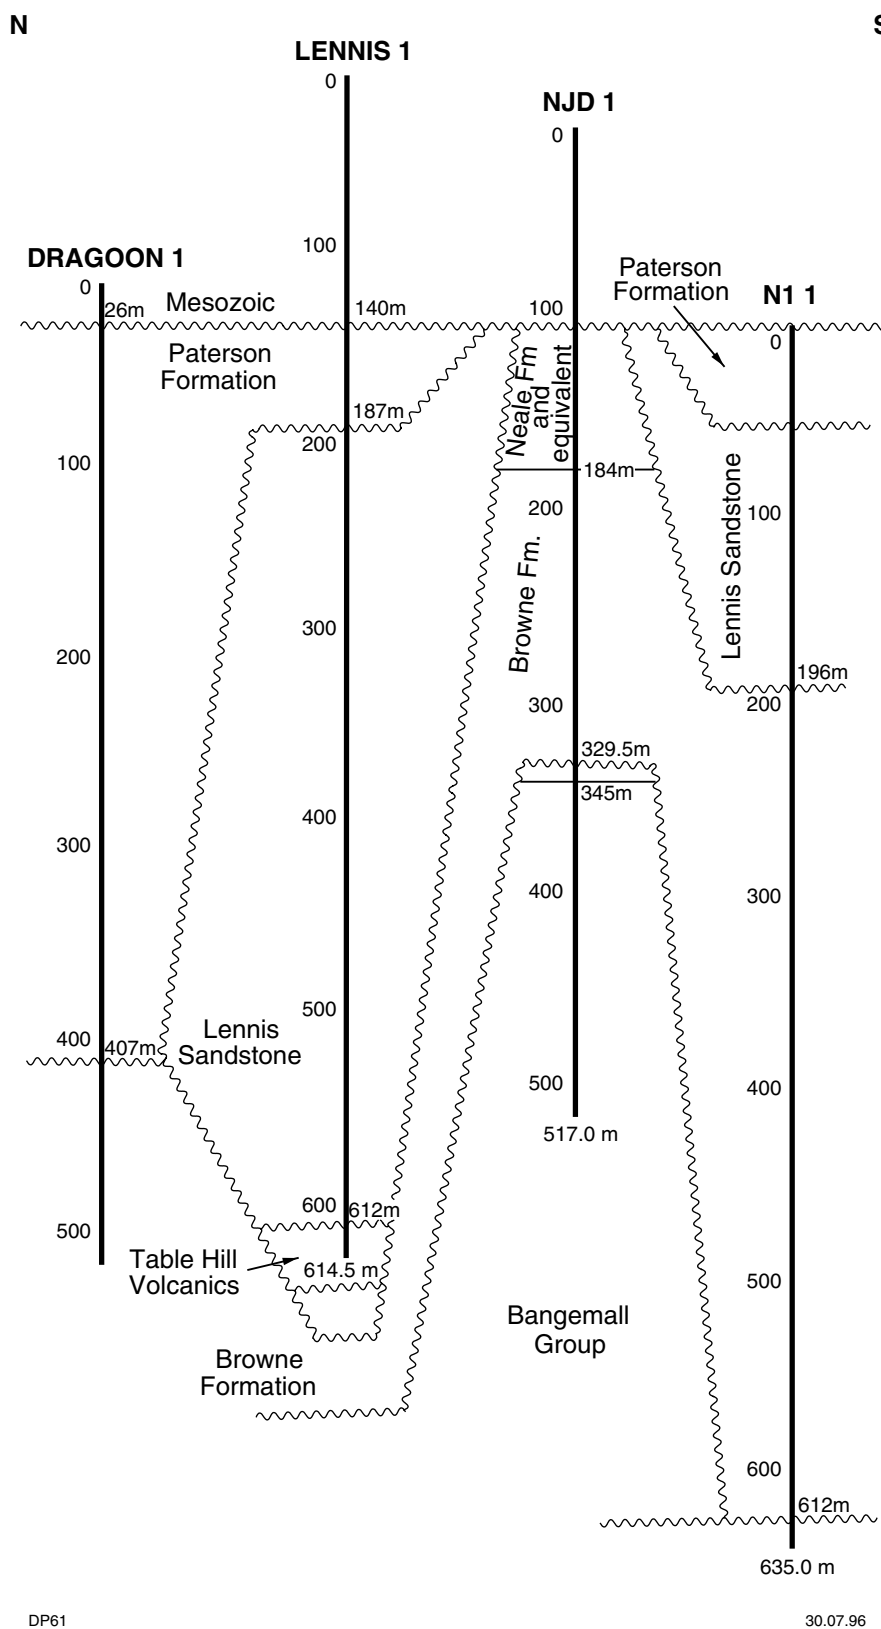 N
S
LENNIS 1
0
NJD 1
0
100
DRAGOON 1
0
26m
Mesozoic
140m
100
Paterson
Formation
N1 1
0
Paterson
Formation
187m
200
Neale Fm
and
equivalent
184m
100
200
Browne Fm.
Lennis Sandstone
100
300
200
196m
200
300
329.5m
345m
400
300
400
300
500
Lennis
Sandstone
400
407m
500
400
517.0 m
600
612m
500
Table Hill
Volcanics
614.5 m
500
Bangemall
Group
Browne
Formation
600
612m
635.0 m
DP61
30.07.96